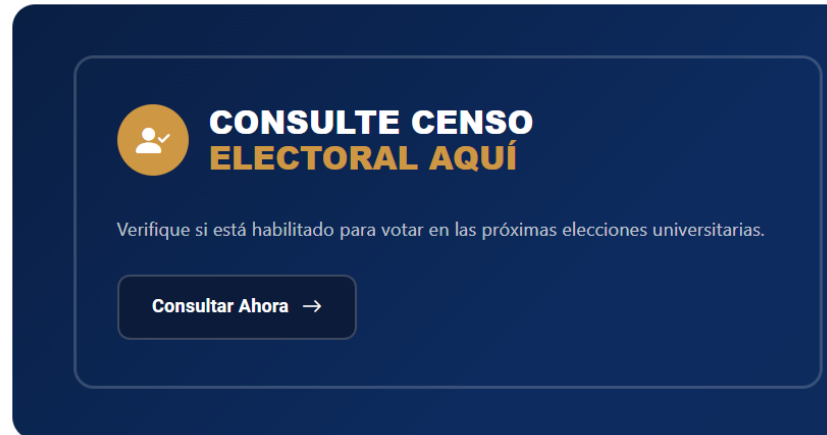 CONSULTE CENSO
ELECTORAL AQUÍ
Verifique si está habilitado para votar en las próximas elecciones universitarias.
Consultar Ahora →